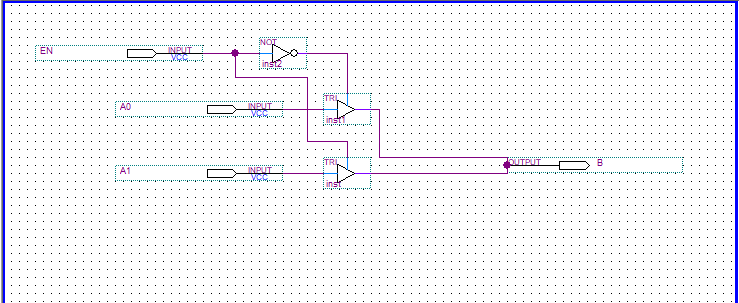 NOT
EN INPUT
VCC
inst2
TRI
A0 INPUT
VCC
inst1
TRI
OUTPUT B
A1 INPUT
VCC
inst